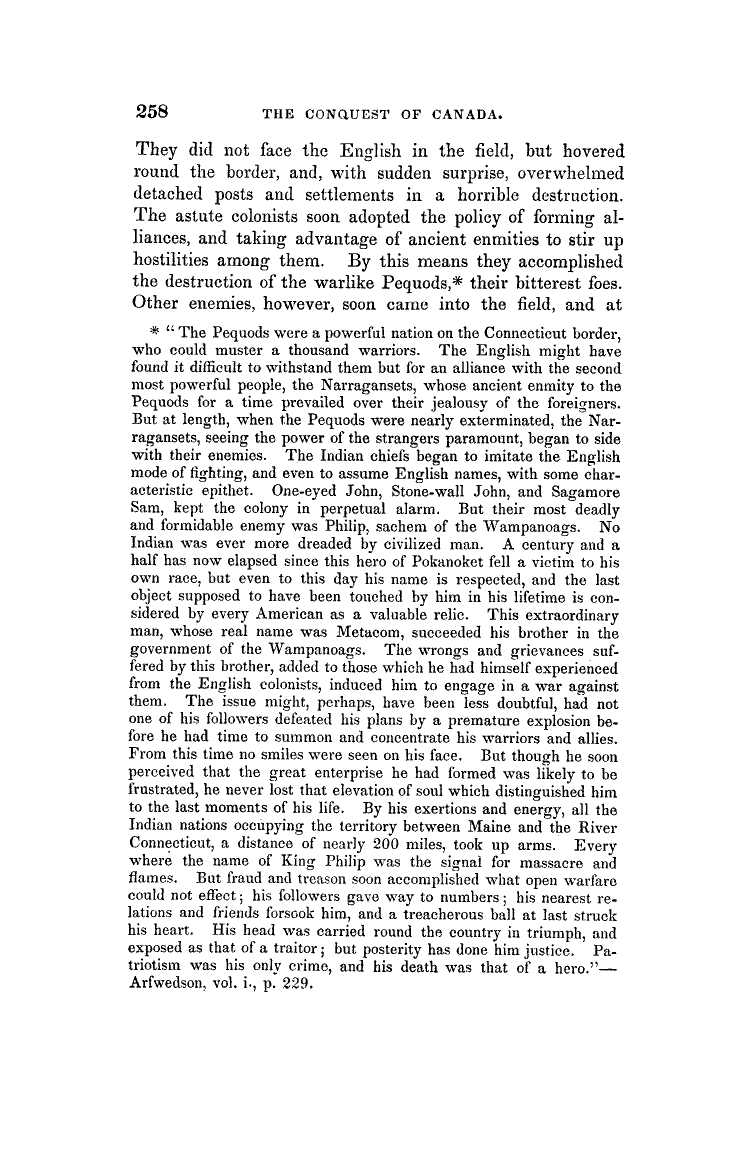 258 THE CONQUEST OF CANADA.
They did not face the English in the field, but hovered
round the border, and, with sudden surprise, overwhelmed
detached posts and settlements in a horrible destruction.
The astute colonists soon adopted the policy of forming al-
liances, and taking advantage of ancient enmities to stir up
hostilities among them. By this means they accomplished
the destruction of the warlike Pequods,* their bitterest foes.
Other enemies, however, soon came into the field, and at
* “ The Pequods were a powerful nation on the Connecticut border,
who could muster a thousand warriors. The English might have
found it difficult to withstand them but for an alliance with the second
most powerful people, the Narragansets, whose ancient enmity to the
Pequods for a time prevailed over their jealousy of the foreigners.
But at length, when the Pequods were nearly exterminated, the Nar-
ragansets, seeing the power of the strangers paramount, began to side
with their enemies. The Indian chiefs began to imitate the English
mode of fighting, and even to assume English names, with some char-
acteristic epithet. One-eyed John, Stone-wall John, and Sagamore
Sam, kept the colony in perpetual alarm. But their most deadly
and formidable enemy was Philip, sachem of the Wampanoags. No
Indian was ever more dreaded by civilized man. A century and a
half has now elapsed since this hero of Pokanoket fell a victim to his
own race, but even to this day his name is respected, and the last
object supposed to have been touched by him in his lifetime is con-
sidered by every American as a valuable relic. This extraordinary
man, whose real name was Metacom, succeeded his brother in the
government of the Wampanoags. The wrongs and grievances suf-
fered by this brother, added to those which he had himself experienced
from the English colonists, induced him to engage in a war against
them. The issue might, perhaps, have been less doubtful, had not
one of his followers defeated his plans by a premature explosion be-
fore he had time to summon and concentrate his warriors and allies.
From this time no smiles were seen on his face. But though he soon
perceived that the great enterprise he had formed was likely to be
frustrated, he never lost that elevation of soul which distinguished him
to the last moments of his life. By his exertions and energy, all the
Indian nations occupying the territory between Maine and the River
Connecticut, a distance of nearly 200 miles, took up arms. Every
where the name of King Philip was the signal for massacre and
flames. But fraud and treason soon accomplished what open warfare
could not effect; his followers gave way to numbers; his nearest re-
lations and friends forsook him, and a treacherous ball at last struck
his heart. His head was carried round the country in triumph, and
exposed as that of a traitor; but posterity has done him justice. Pa-
triotism was his only crime, and his death was that of a hero.”—
Arfwedson, vol. i., p. 229.